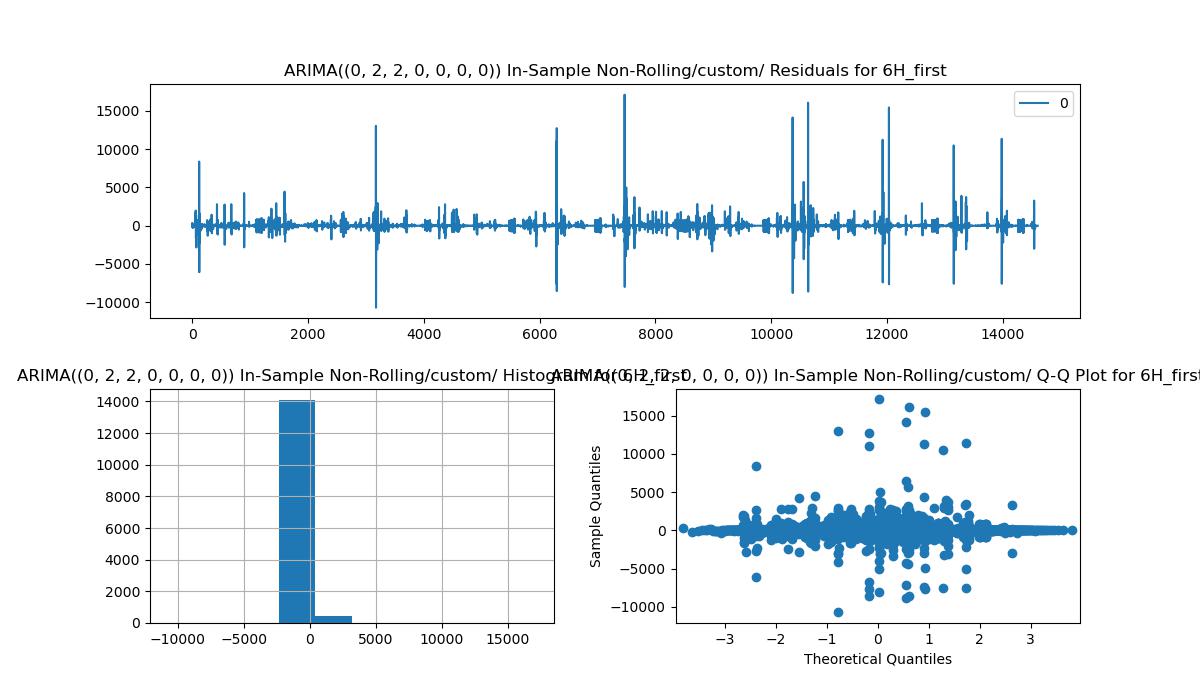 ARIMA((0, 2, 2, 0, 0, 0, 0)) In-Sample Non-Rolling/custom/ Residuals for 6H_first
0
15000
10000
5000
0
−5000
−10000
0 2000 4000 6000 8000 10000 12000 14000
ARIMA((0, 2, 2, 0, 0, 0, 0)) In-Sample Non-Rolling/custom/ Histogram for 6H_first
14000
12000
10000
8000
6000
4000
2000
0
−10000 −5000 0 5000 10000 15000
ARIMA((0, 2, 2, 0, 0, 0, 0)) In-Sample Non-Rolling/custom/ Q-Q Plot for 6H_first
Sample Quantiles
15000
10000
5000
0
−5000
−10000
−3 −2 −1 0 1 2 3
Theoretical Quantiles